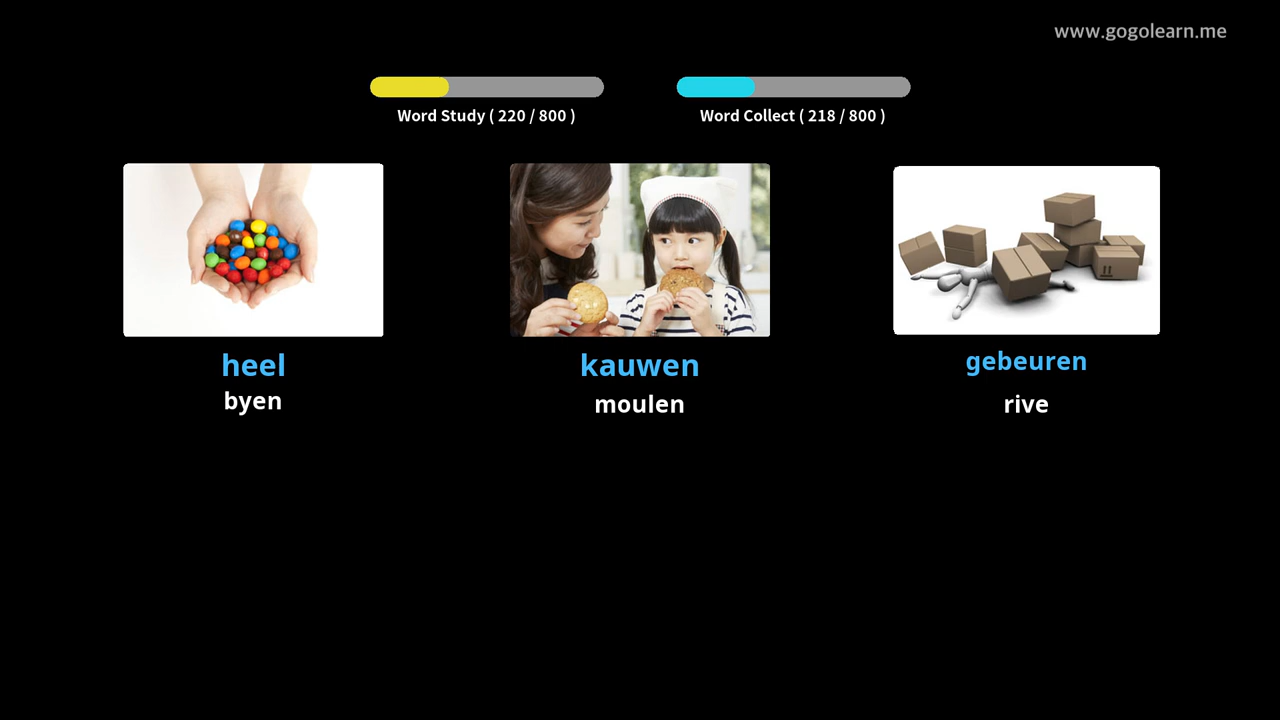 www.gogolearn.me
Word Study ( 220 / 800 )
Word Collect ( 218 / 800 )
heel
byen
kauwen
moulen
gebeuren
rive